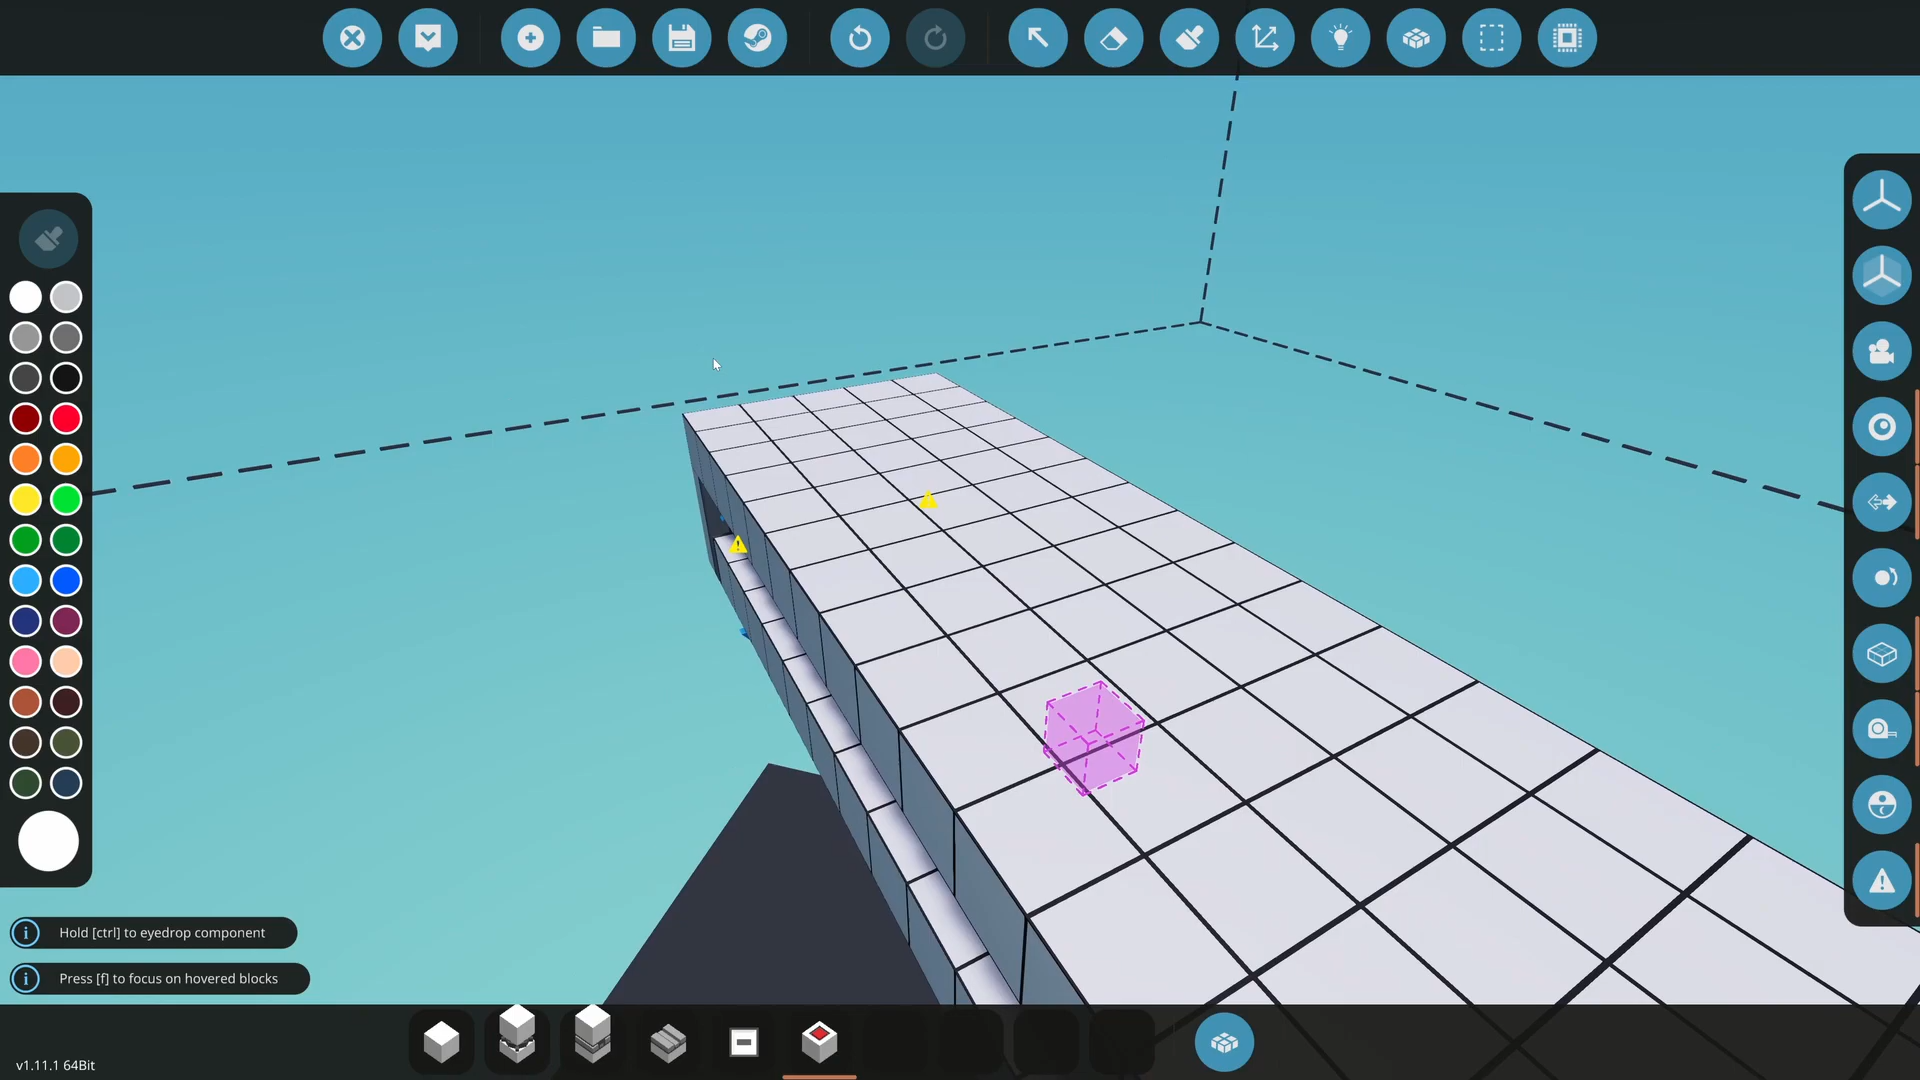 Hold [ctrl] to eyedrop component
Press [f] to focus on hovered blocks
v1.11.1 64Bit